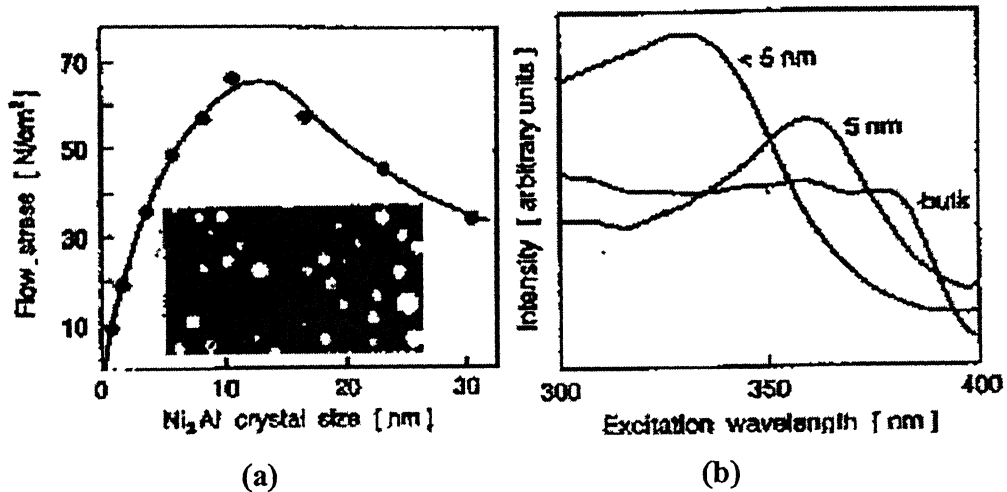 70
50
30
10
Flow stress [N/cm²]
0 10 20 30
Ni₂Al crystal size [nm]
(a)
Intensity [arbitrary units]
< 5 nm
5 nm
bulk
300 350 400
Excitation wavelength [nm]
(b)